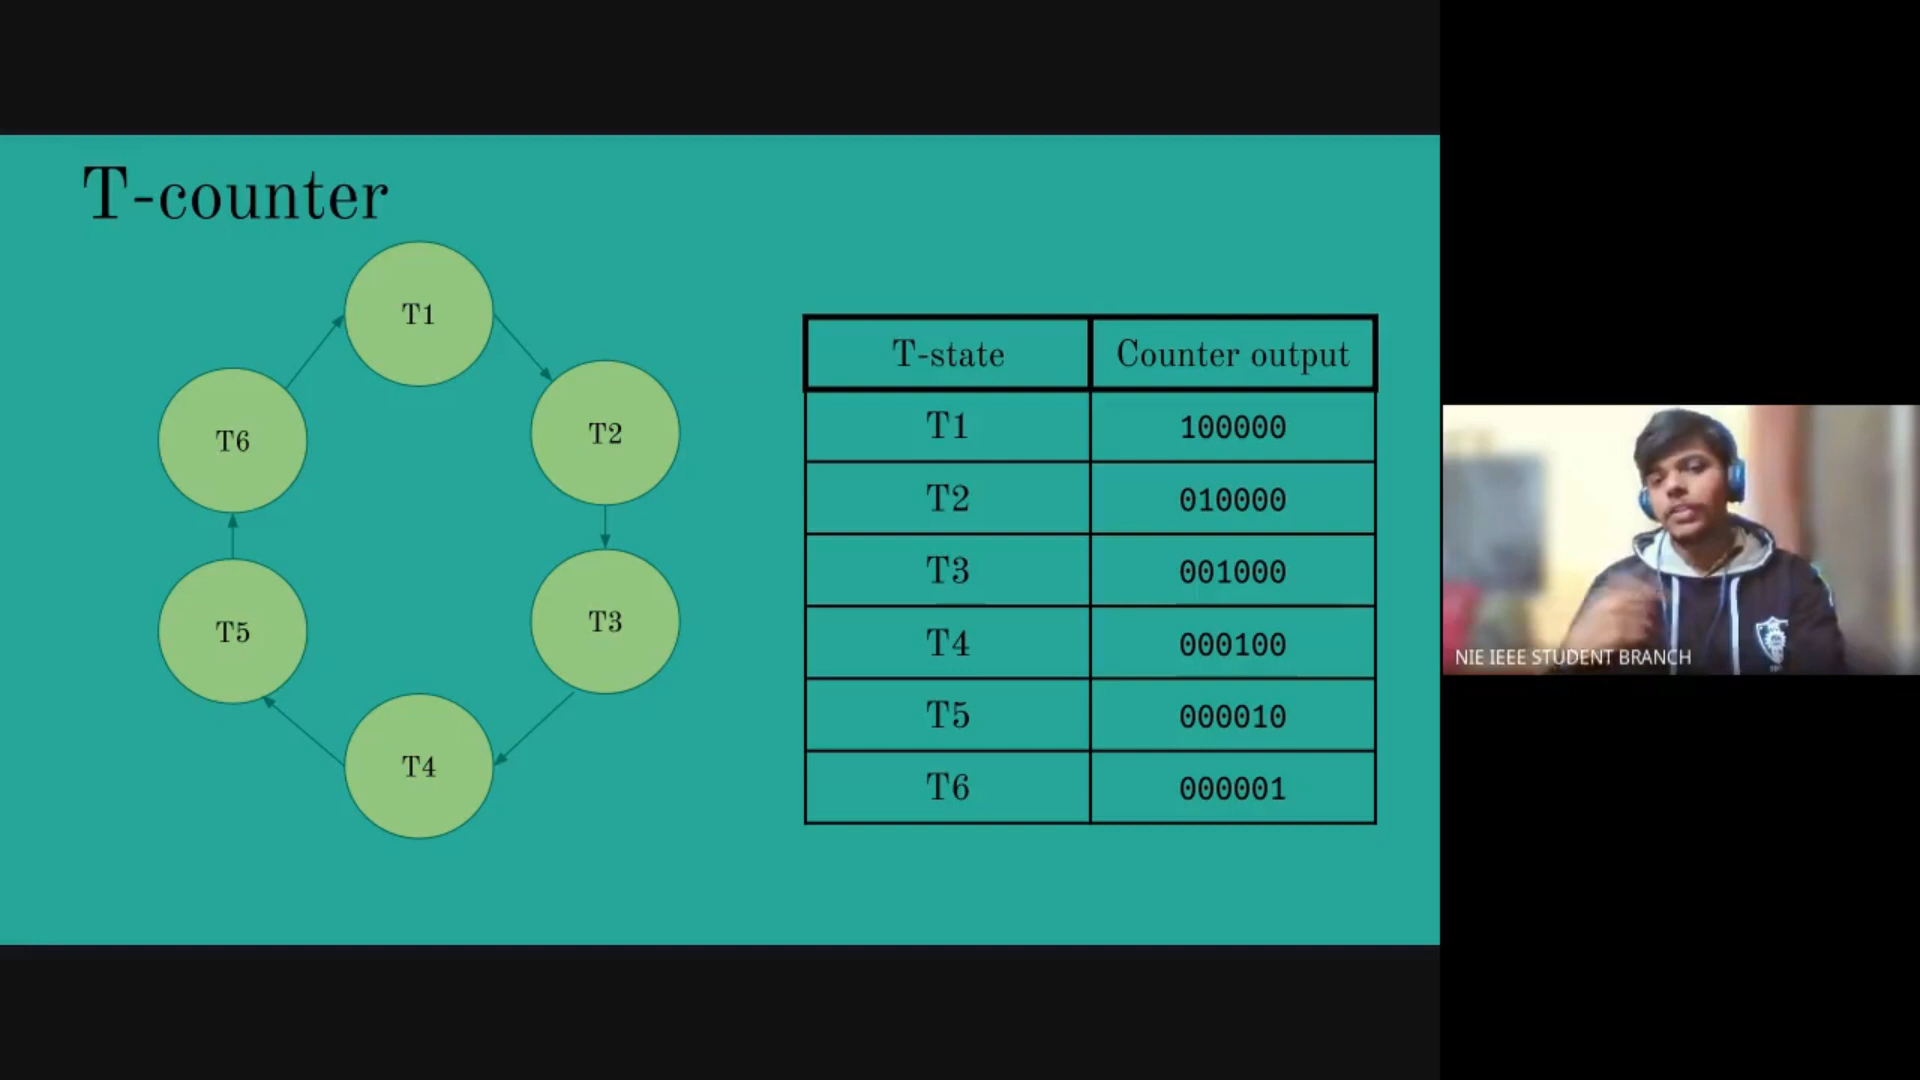 T-counter
T1
T2
T3
T4
T5
T6
T-state Counter output
T1 100000
T2 010000
T3 001000
T4 000100
T5 000010
T6 000001
NIE IEEE STUDENT BRANCH